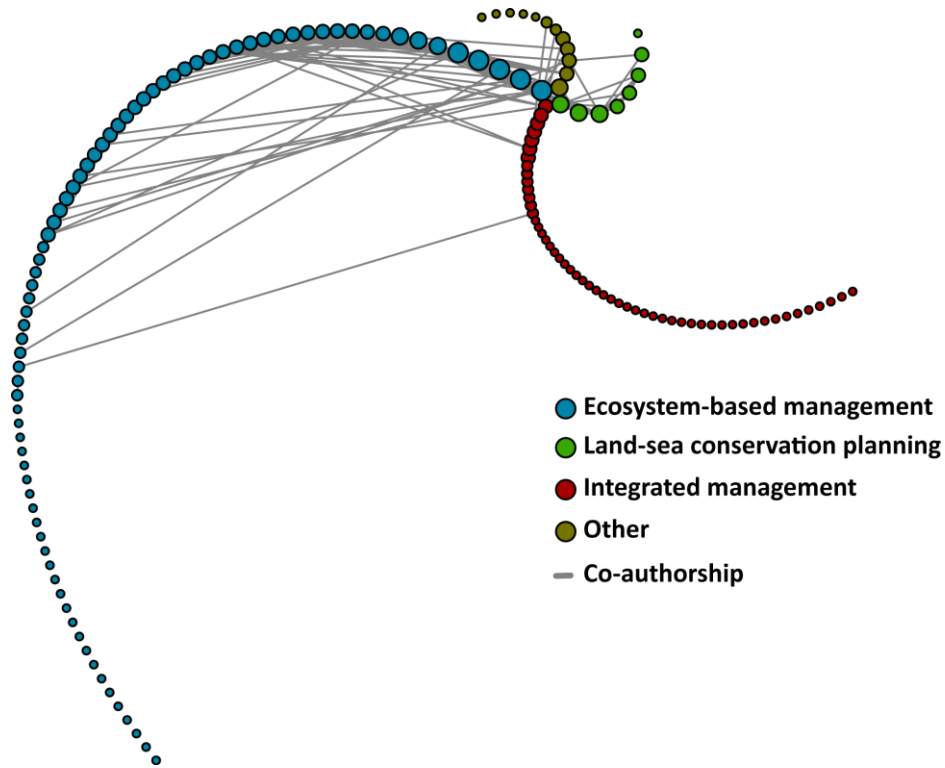 Ecosystem-based management
Land-sea conservation planning
Integrated management
Other
Co-authorship